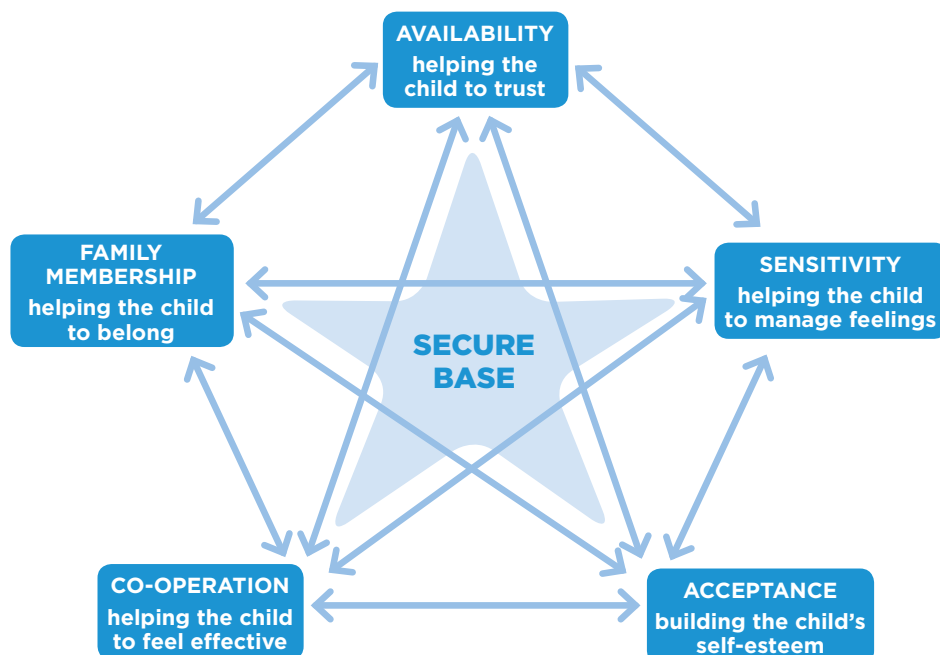 AVAILABILITY
helping the
child to trust
FAMILY
MEMBERSHIP
helping the child
to belong
SENSITIVITY
helping the child
to manage feelings
SECURE
BASE
CO-OPERATION
helping the child
to feel effective
ACCEPTANCE
building the child’s
self-esteem